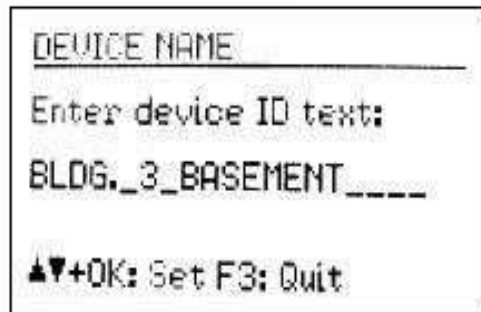 DEVICE NAME
Enter device ID text:
BLDG._3_BASEMENT____
▲▼+OK: Set F3: Quit